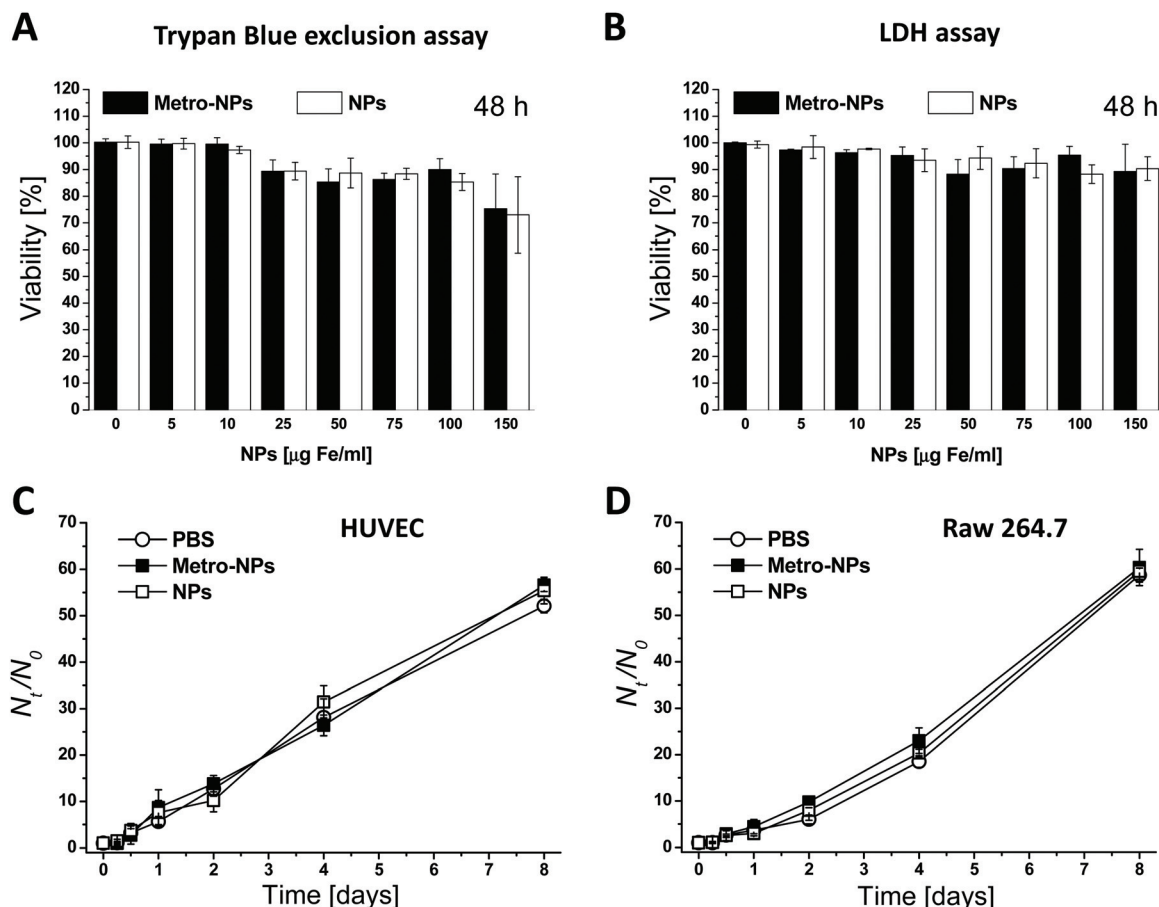 A
Trypan Blue exclusion assay
Metro-NPs
NPs
48 h
Viability [%]
120
110
100
90
80
70
60
50
40
30
20
10
0
0 5 10 25 50 75 100 150
NPs [μg Fe/ml]
B
LDH assay
Metro-NPs
NPs
48 h
Viability [%]
120
110
100
90
80
70
60
50
40
30
20
10
0
0 5 10 25 50 75 100 150
NPs [μg Fe/ml]
C
HUVEC
PBS
Metro-NPs
NPs
Nt/N0
70
60
50
40
30
20
10
0
0 1 2 3 4 5 6 7 8
Time [days]
D
Raw 264.7
PBS
Metro-NPs
NPs
Nt/N0
70
60
50
40
30
20
10
0
0 1 2 3 4 5 6 7 8
Time [days]